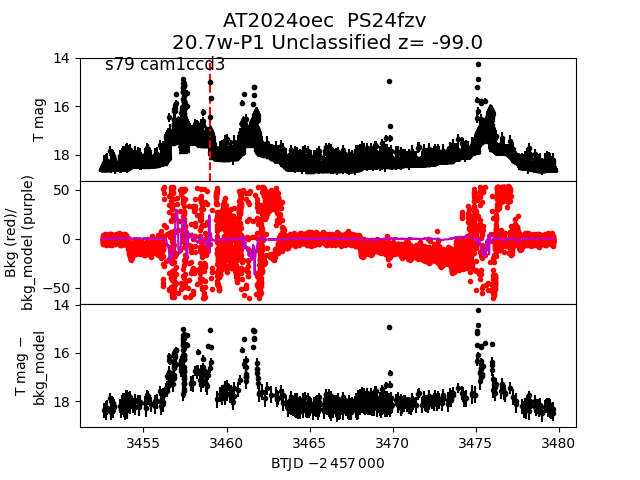 AT2024oec PS24fzv
20.7w-P1 Unclassified z= -99.0
s79 cam1ccd3
14
16
18
T mag
50
0
−50
Bkg (red)/
bkg_model (purple)
14
16
18
T mag −
bkg_model
3455 3460 3465 3470 3475 3480
BTJD −2 457 000